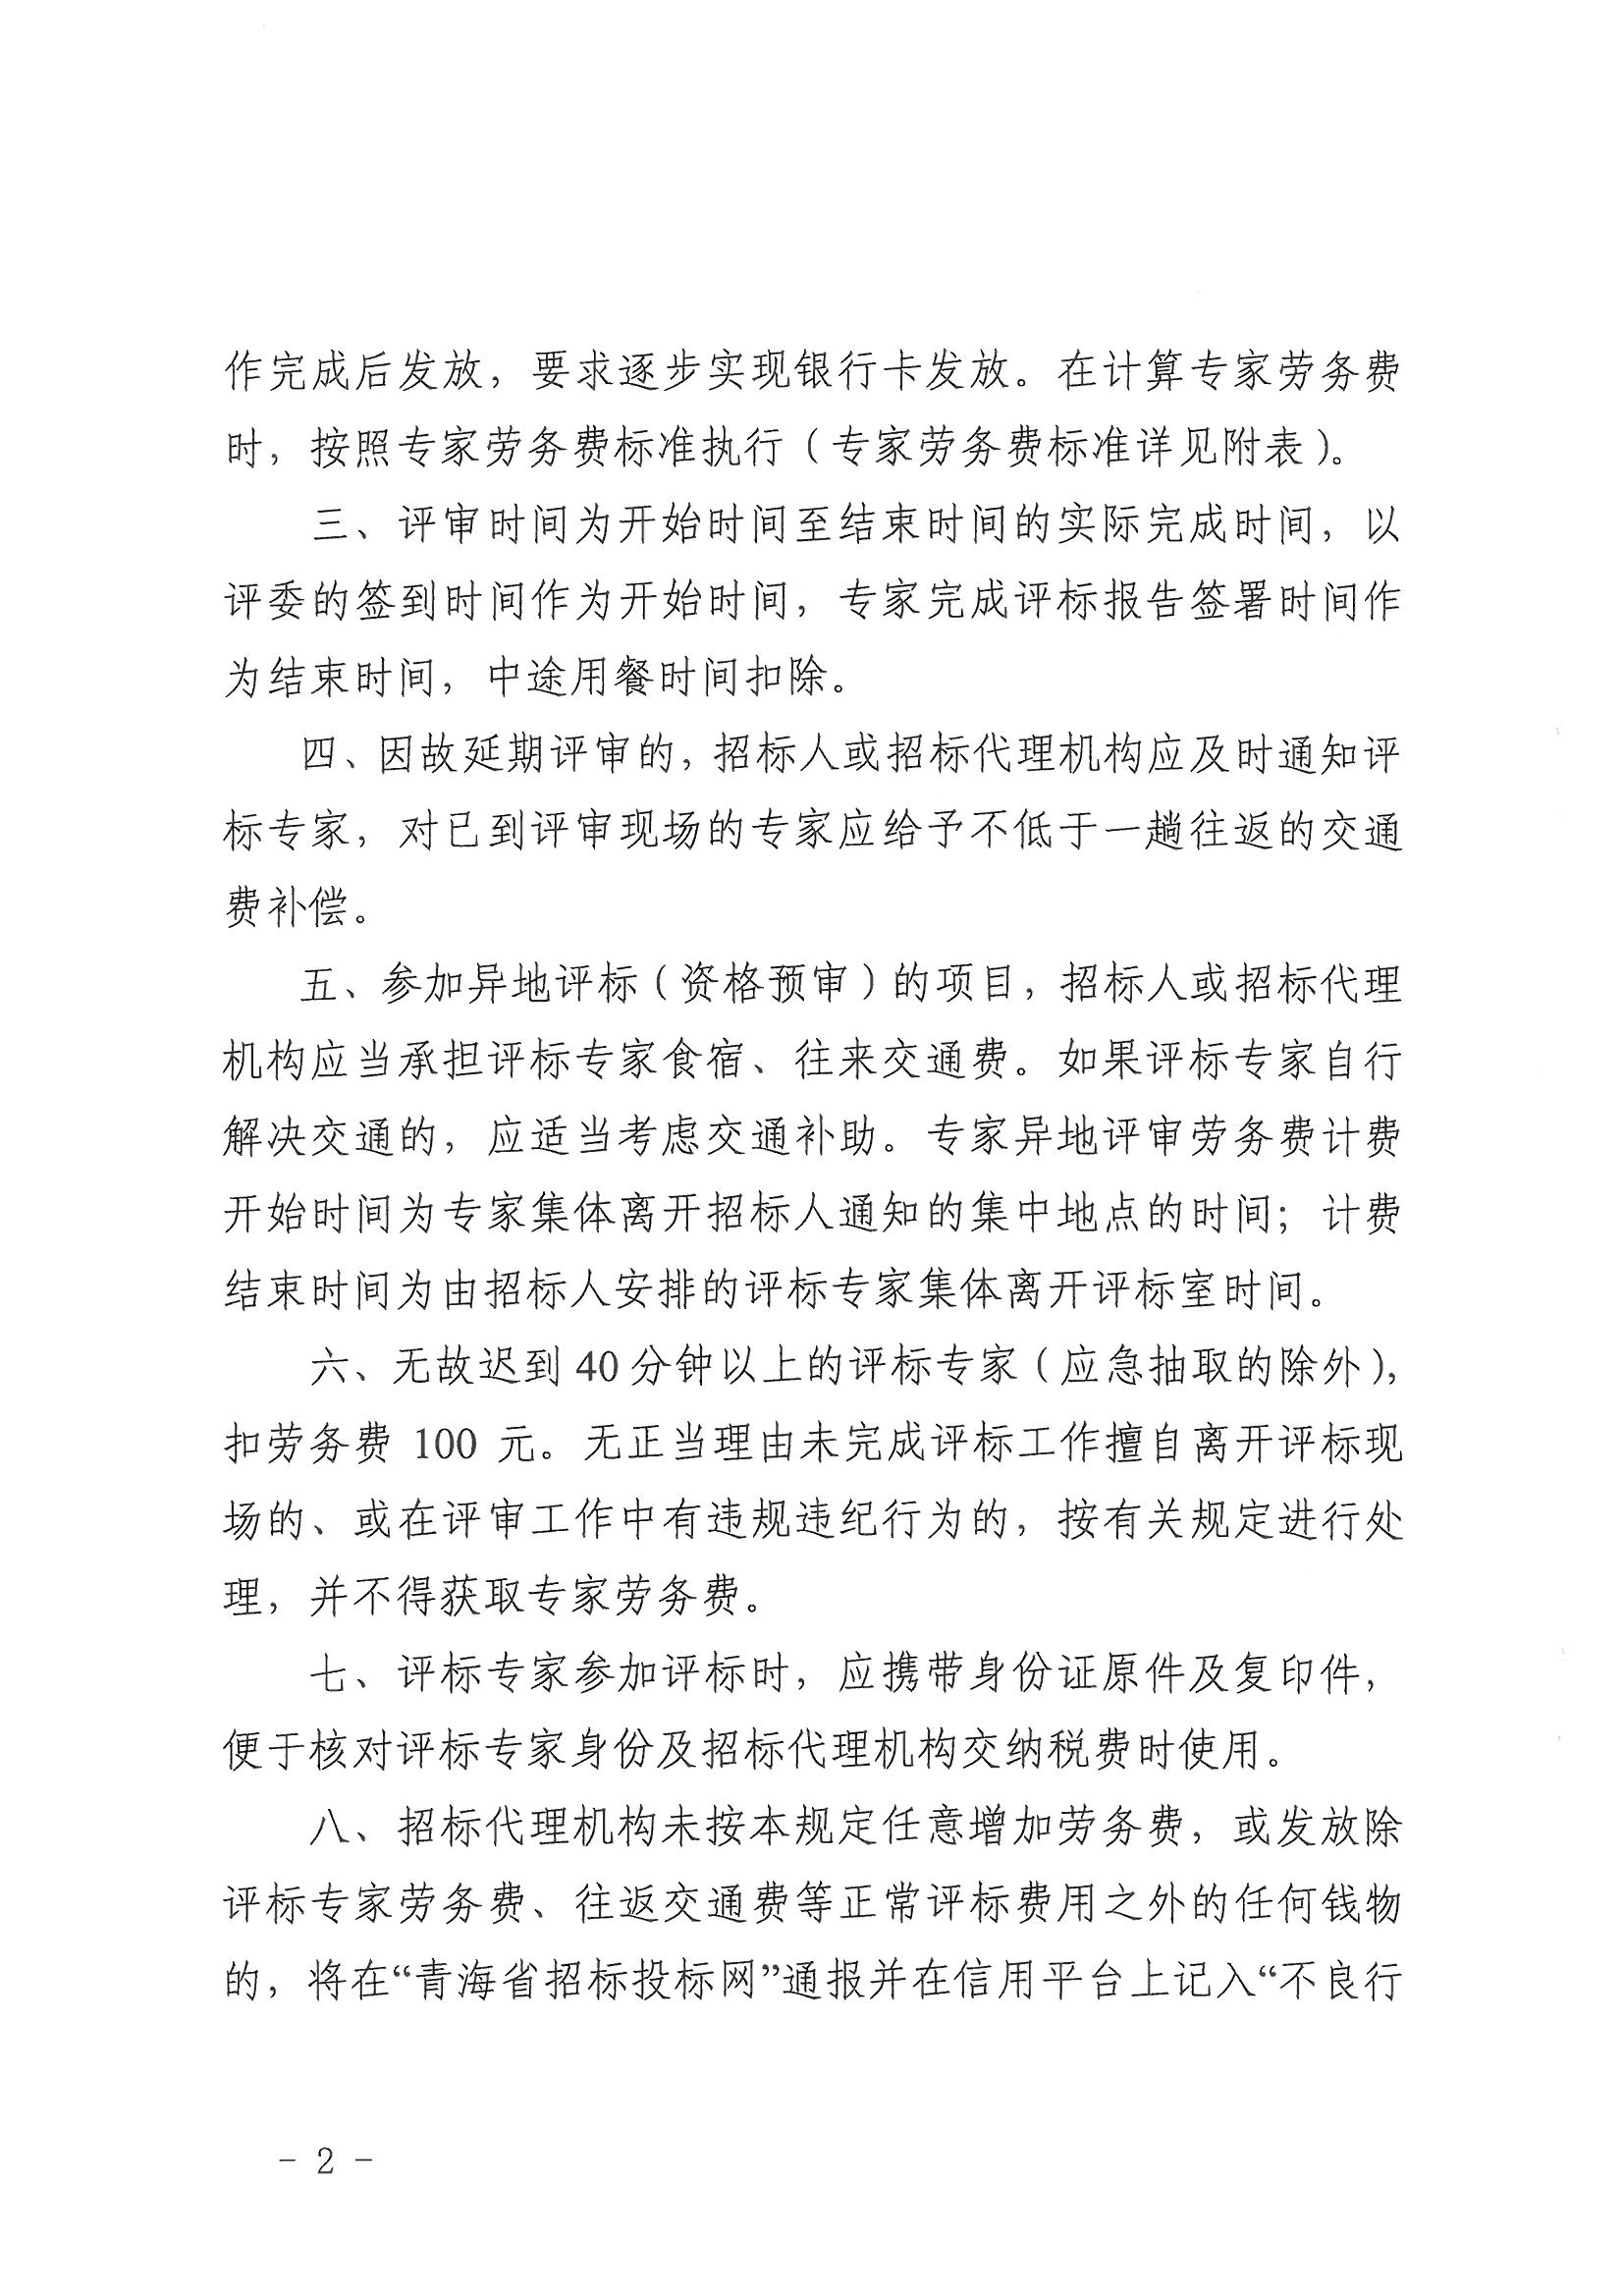 作完成后发放，要求逐步实现银行卡发放。在计算专家劳务费
时，按照专家劳务费标准执行（专家劳务费标准详见附表）。
三、评审时间为开始时间至结束时间的实际完成时间，以
评委的签到时间作为开始时间，专家完成评标报告签署时间作
为结束时间，中途用餐时间扣除。
四、因故延期评审的，招标人或招标代理机构应及时通知评
标专家，对已到评审现场的专家应给予不低于一趟往返的交通
费补偿。
五、参加异地评标（资格预审）的项目，招标人或招标代理
机构应当承担评标专家食宿、往来交通费。如果评标专家自行
解决交通的，应适当考虑交通补助。专家异地评审劳务费计费
开始时间为专家集体离开招标人通知的集中地点的时间；计费
结束时间为由招标人安排的评标专家集体离开评标室时间。
六、无故迟到 40 分钟以上的评标专家（应急抽取的除外），
扣劳务费 100 元。无正当理由未完成评标工作擅自离开评标现
场的、或在评审工作中有违规违纪行为的，按有关规定进行处
理，并不得获取专家劳务费。
七、评标专家参加评标时，应携带身份证原件及复印件，
便于核对评标专家身份及招标代理机构交纳税费时使用。
八、招标代理机构未按本规定任意增加劳务费，或发放除
评标专家劳务费、往返交通费等正常评标费用之外的任何钱物
的，将在“青海省招标投标网”通报并在信用平台上记入“不良行
- 2 -